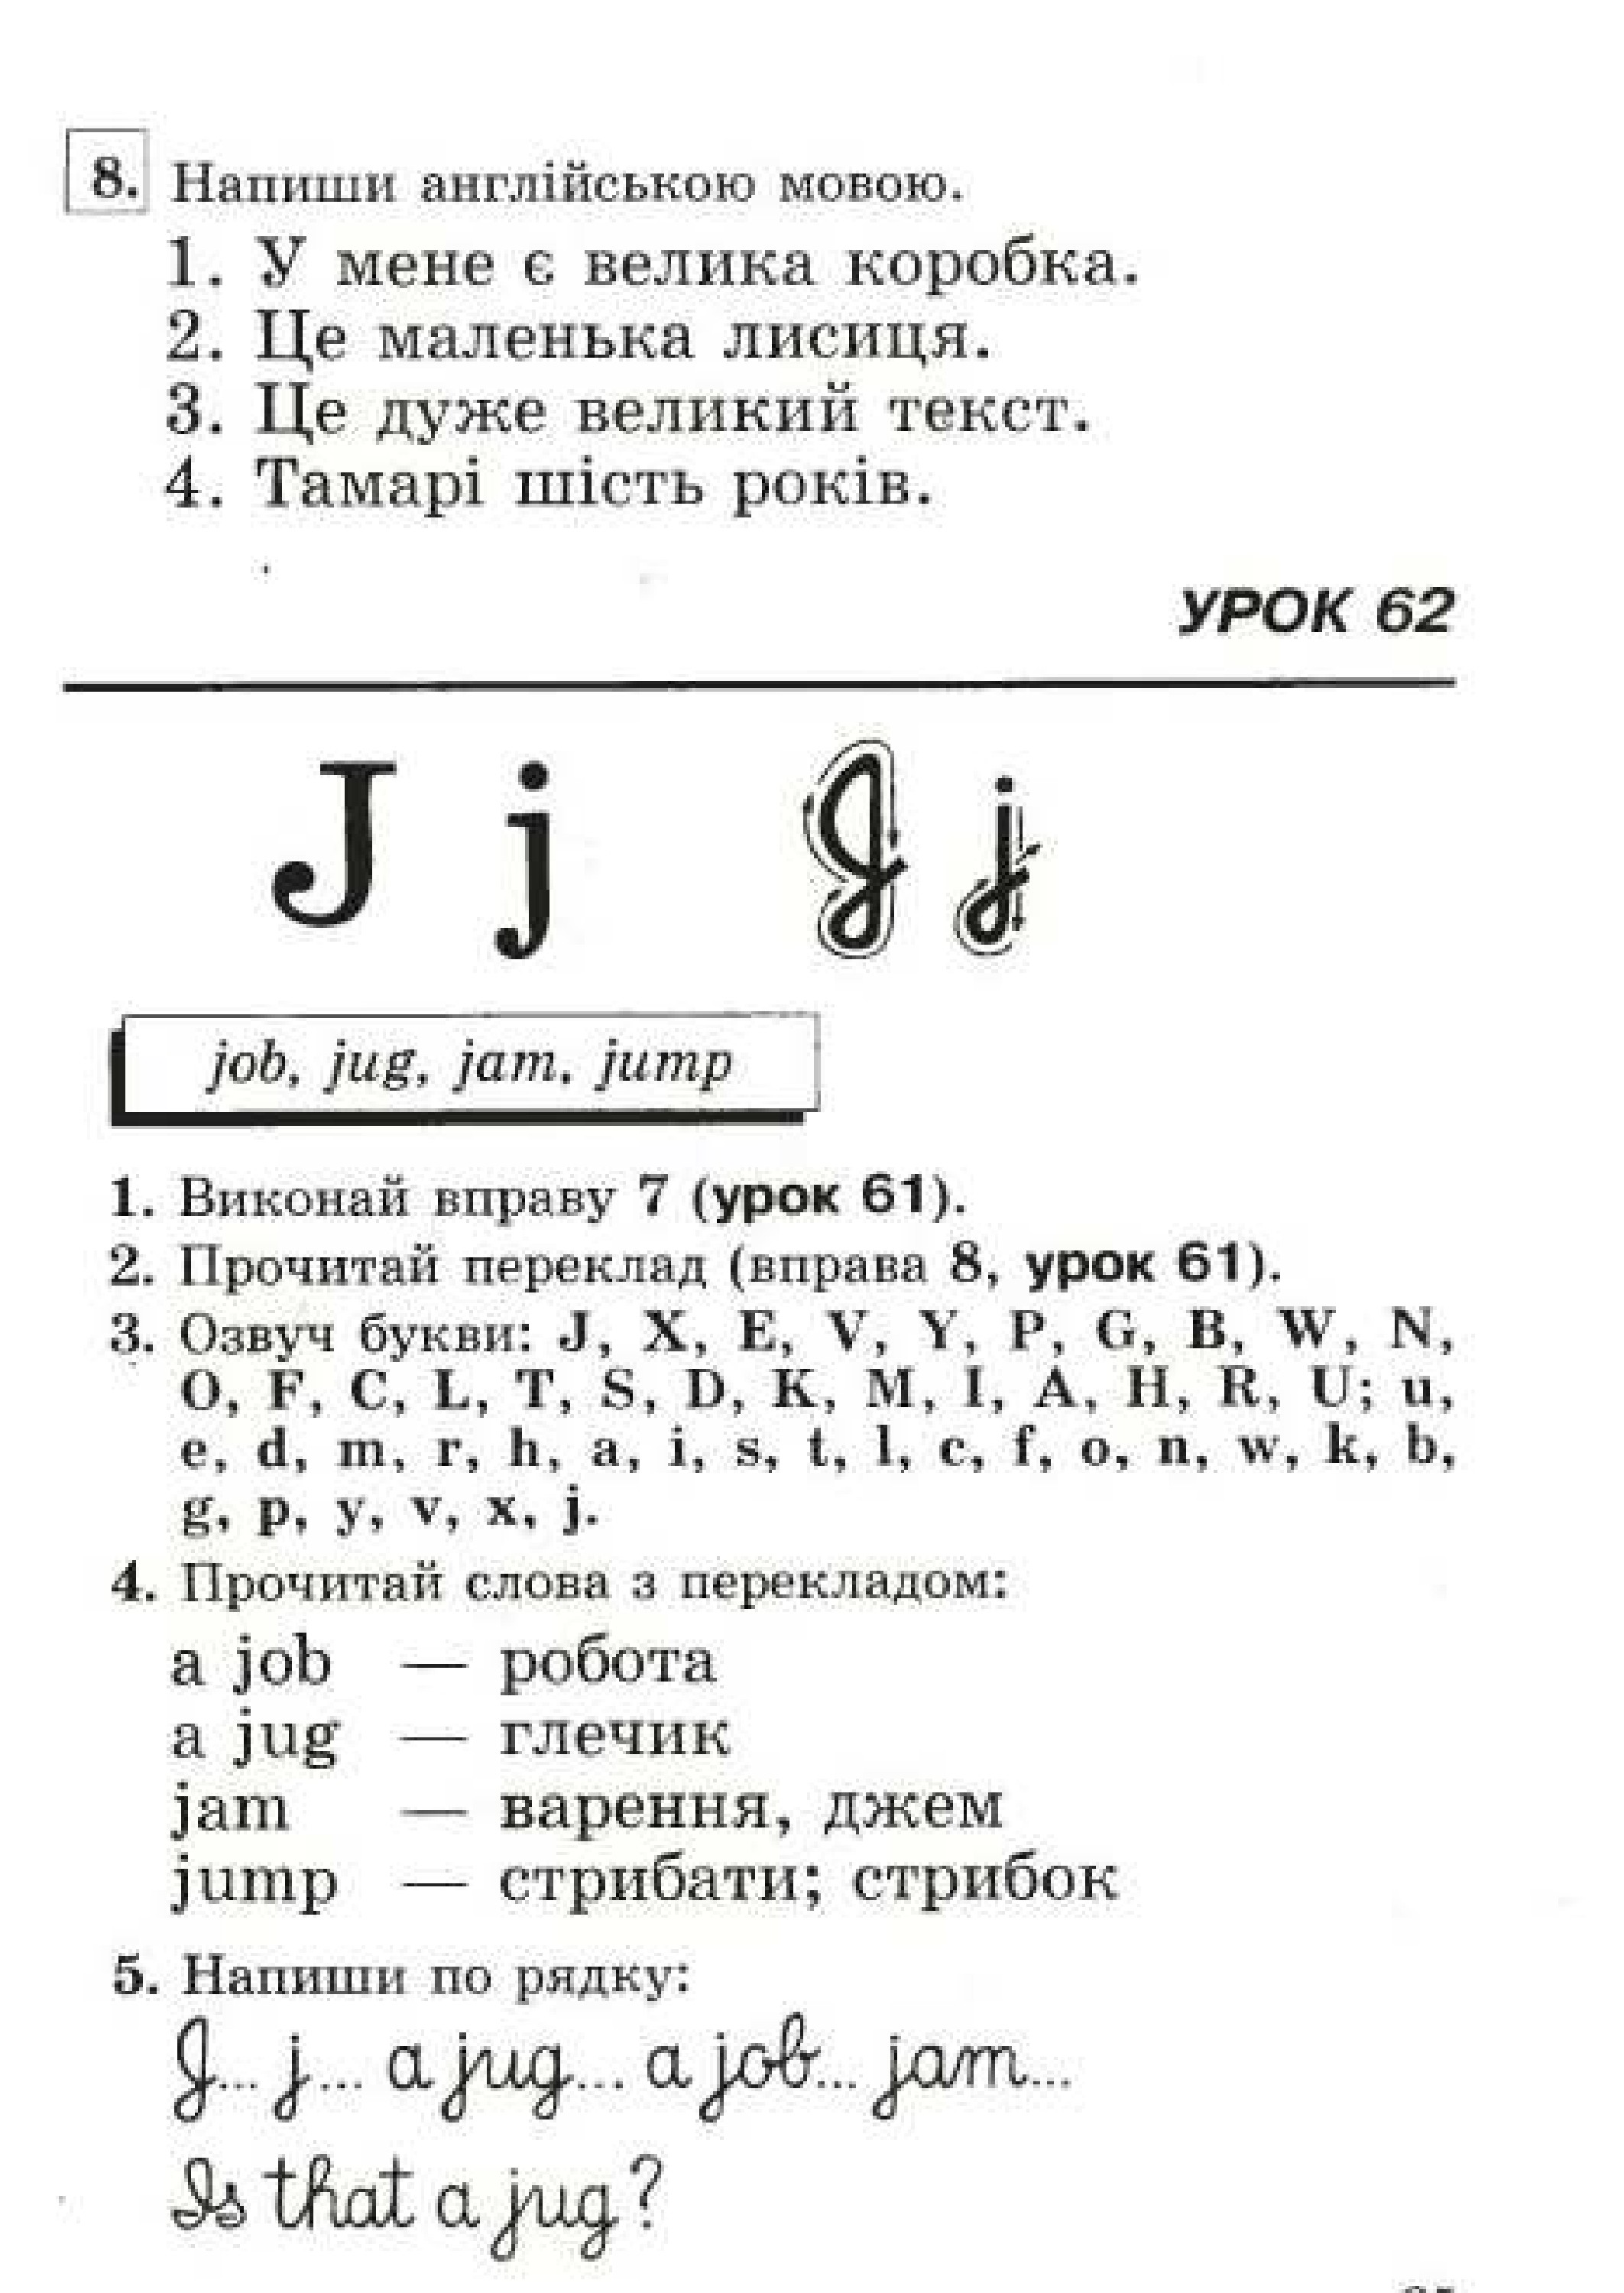 8. Напиши англійською мовою.
1. У мене є велика коробка.
2. Це маленька лисиця.
3. Це дуже великий текст.
4. Тамарі шість років.
УРОК 62
J j J j
job, jug, jam, jump
1. Виконай вправу 7 (урок 61).
2. Прочитай переклад (вправа 8, урок 61).
3. Озвуч букви: J, X, E, V, Y, P, G, B, W, N,
O, F, C, L, T, S, D, K, M, I, A, H, R, U; u,
e, d, m, r, h, a, i, s, t, l, c, f, o, n, w, k, b,
g, p, y, v, x, j.
4. Прочитай слова з перекладом:
a job — робота
a jug — глечик
jam — варення, джем
jump — стрибати; стрибок
5. Напиши по рядку:
J... j... a jug... a job... jam...
Is that a jug?